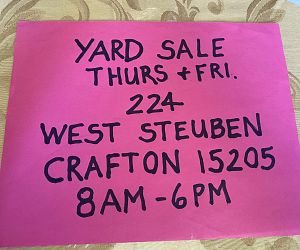 YARD SALE
THURS + FRI.
224
WEST STEUBEN
CRAFTON 15205
8AM - 6PM